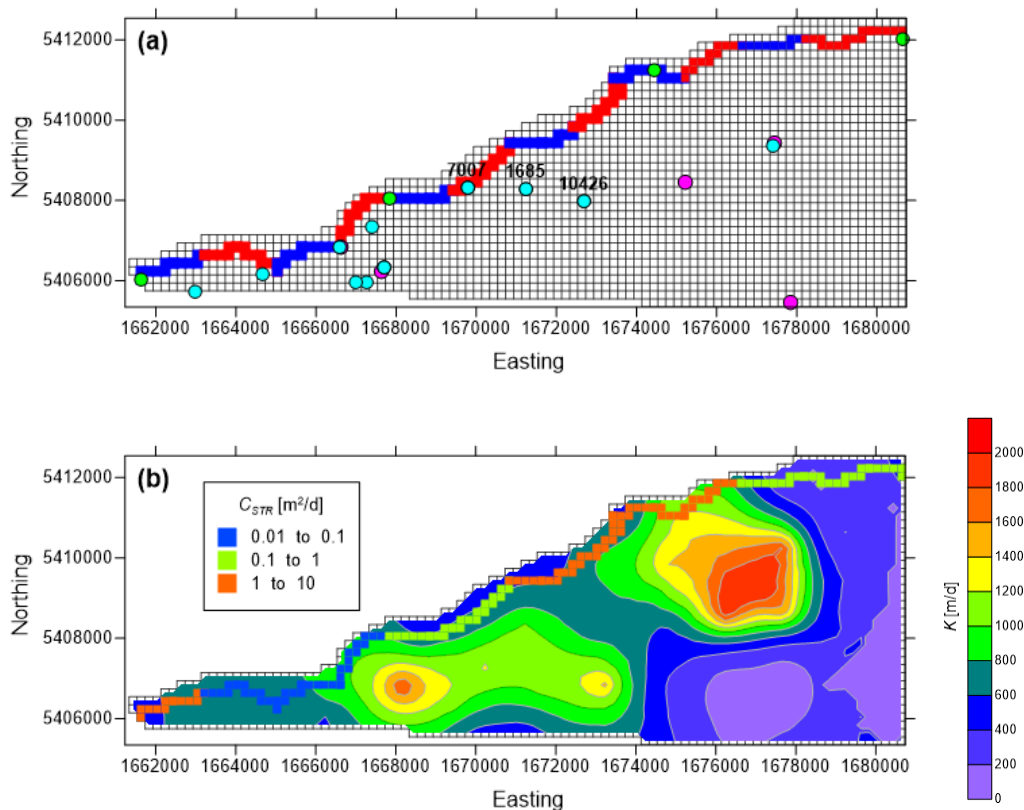 (a)
5412000
5410000
5408000
5406000
Northing
7007 1685 10426
1662000 1664000 1666000 1668000 1670000 1672000 1674000 1676000 1678000 1680000
Easting
(b)
5412000
5410000
5408000
5406000
Northing
C_STR [m²/d]
0.01 to 0.1
0.1 to 1
1 to 10
1662000 1664000 1666000 1668000 1670000 1672000 1674000 1676000 1678000 1680000
Easting
2000
1800
1600
1400
1200
1000
800
600
400
200
0
K [m/d]